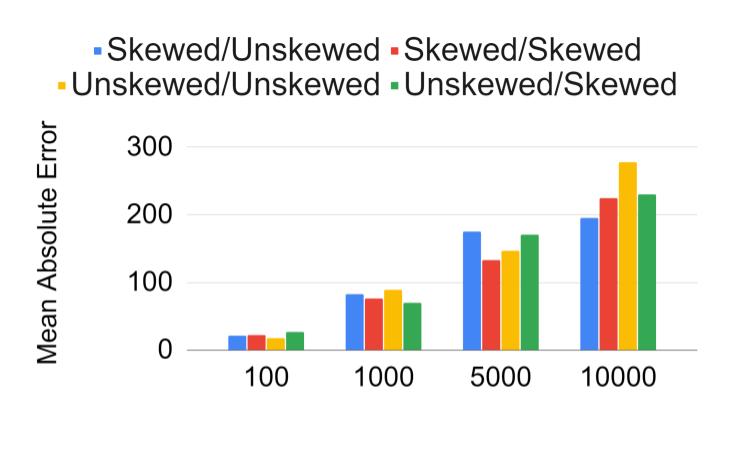 Skewed/Unskewed Skewed/Skewed
Unskewed/Unskewed Unskewed/Skewed
Mean Absolute Error
300
200
100
0
100 1000 5000 10000